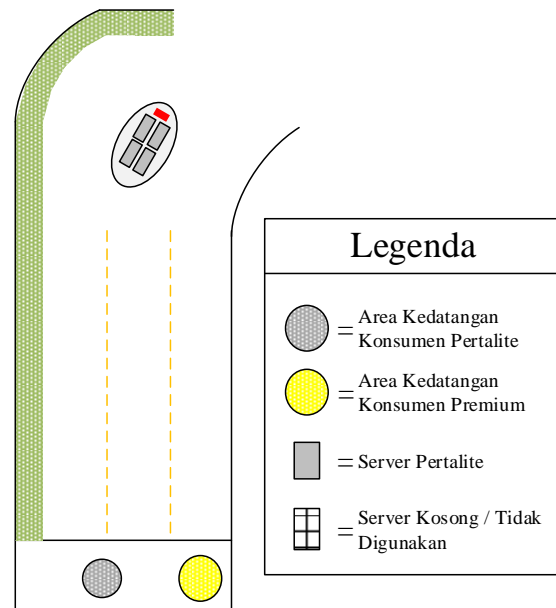 Legenda
= Area Kedatangan
Konsumen Pertalite
= Area Kedatangan
Konsumen Premium
= Server Pertalite
= Server Kosong / Tidak
Digunakan